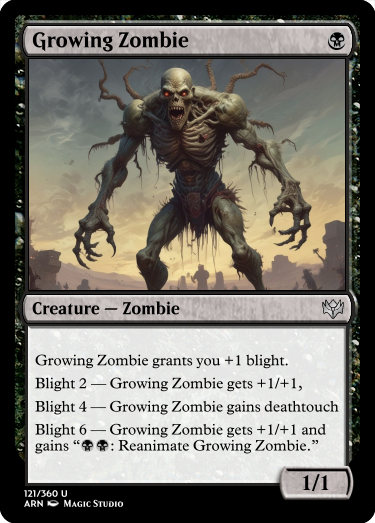 Growing Zombie
Creature — Zombie
Growing Zombie grants you +1 blight.
Blight 2 — Growing Zombie gets +1/+1,
Blight 4 — Growing Zombie gains deathtouch
Blight 6 — Growing Zombie gets +1/+1 and
gains “: Reanimate Growing Zombie.”
1/1
121/360 U
ARN Magic Studio